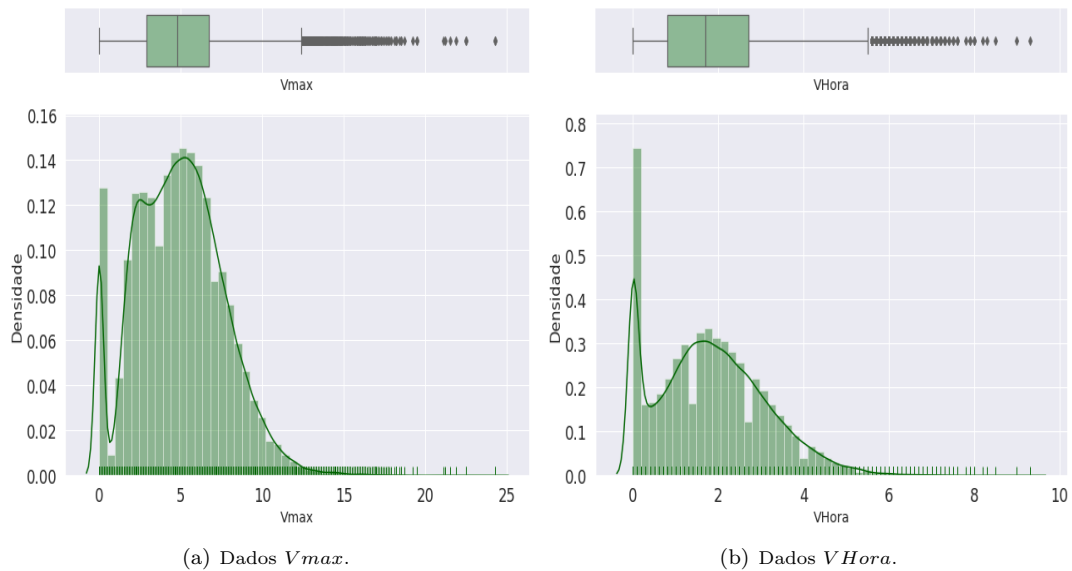 Vmax
VHora
0.16
0.14
0.12
0.10
0.08
0.06
0.04
0.02
0.00
Densidade
0 5 10 15 20 25
Vmax
0.8
0.7
0.6
0.5
0.4
0.3
0.2
0.1
0.0
Densidade
0 2 4 6 8 10
VHora
(a) Dados Vmax.
(b) Dados VHora.